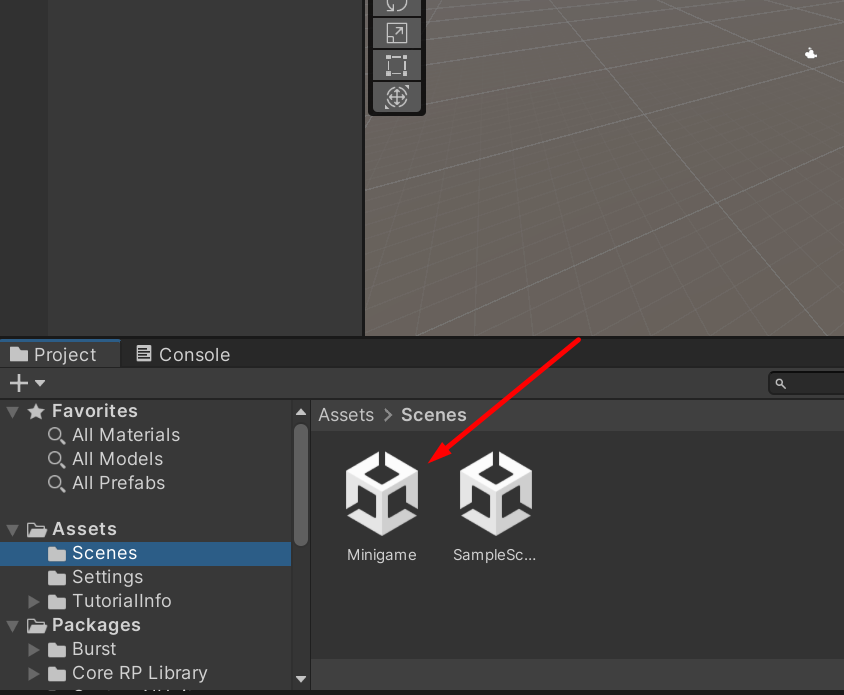 Project
Console
Favorites
All Materials
All Models
All Prefabs
Assets
Scenes
Settings
TutorialInfo
Packages
Burst
Core RP Library
Assets > Scenes
Minigame
SampleSc...